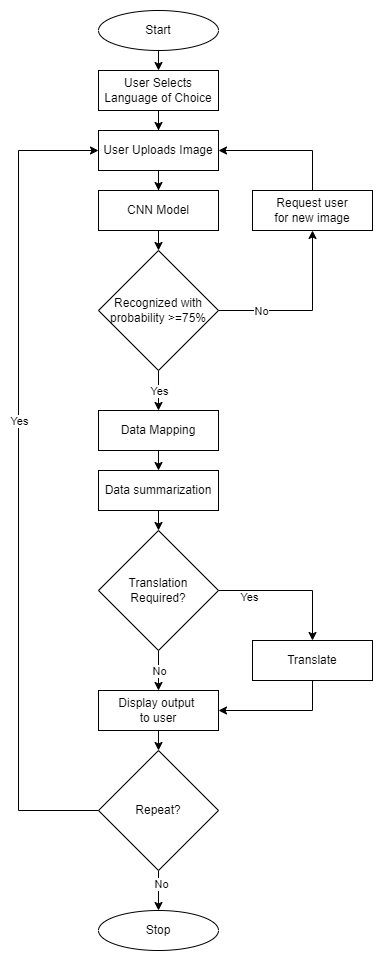 Start
User Selects
Language of Choice
User Uploads Image
CNN Model
Request user
for new image
Recognized with
probability >=75%
No
Yes
Yes
Data Mapping
Data summarization
Translation
Required?
Yes
Translate
No
Display output
to user
Repeat?
No
Stop